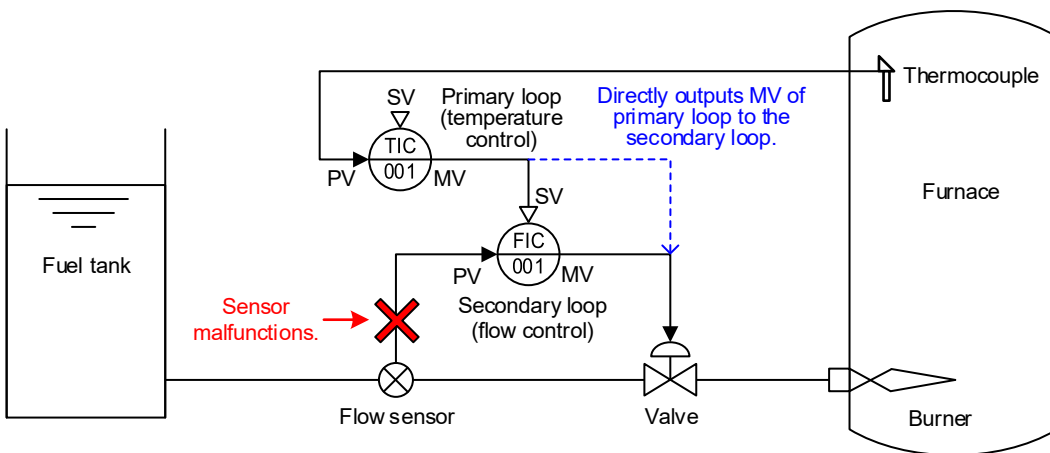 Thermocouple
SV
Primary loop
(temperature
control)
Directly outputs MV of
primary loop to the
secondary loop.
TIC
001
PV
MV
Furnace
SV
Fuel tank
FIC
001
PV
MV
Secondary loop
(flow control)
Sensor
malfunctions.
Flow sensor
Valve
Burner